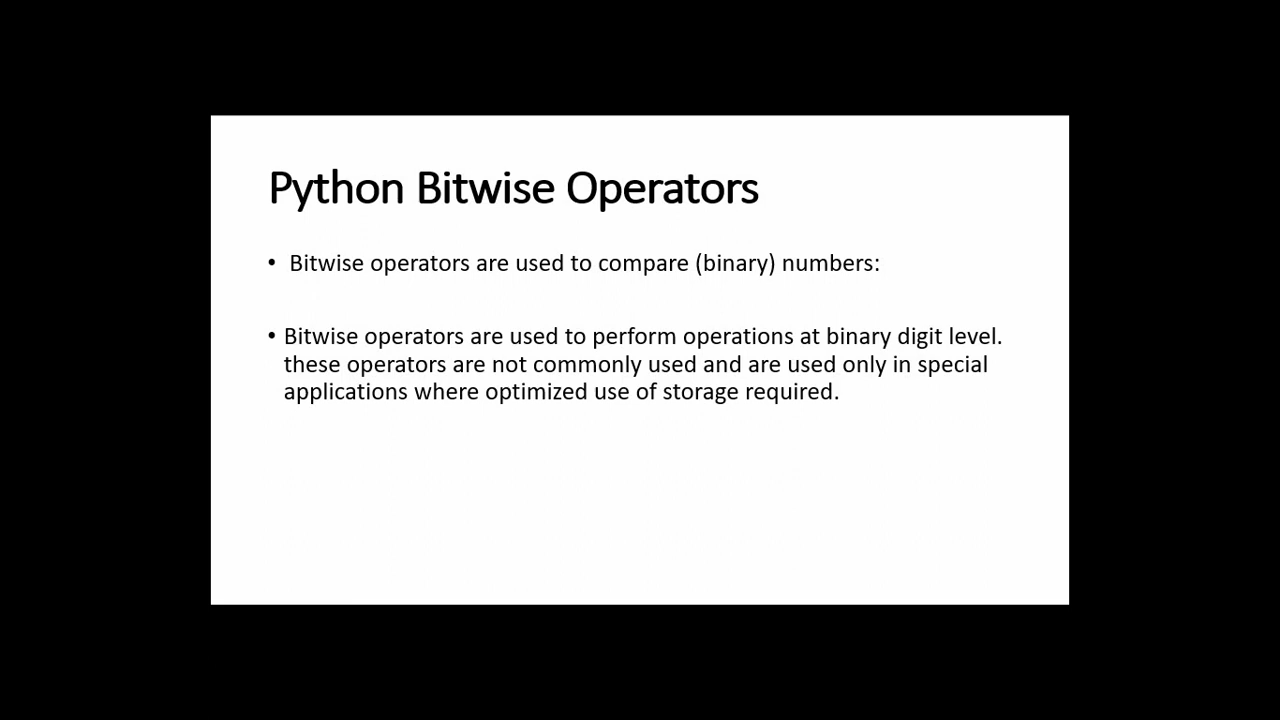 Python Bitwise Operators
• Bitwise operators are used to compare (binary) numbers:
• Bitwise operators are used to perform operations at binary digit level.
these operators are not commonly used and are used only in special
applications where optimized use of storage required.